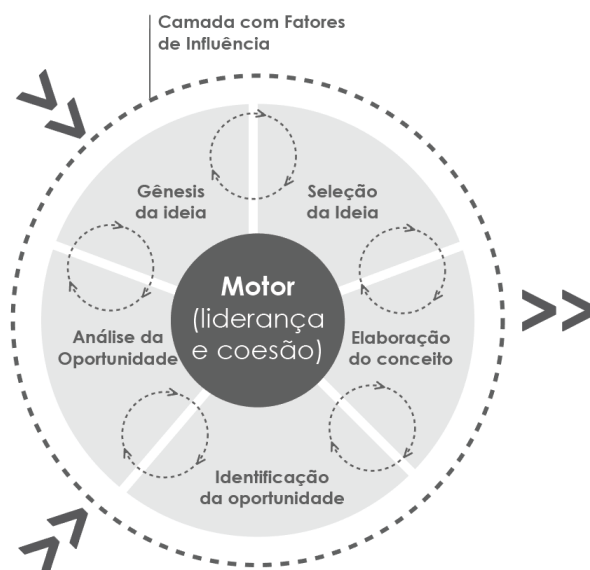 Camada com Fatores
de Influência
Gênesis
da ideia
Seleção
da Ideia
Motor
(liderança
e coesão)
Análise da
Oportunidade
Elaboração
do conceito
Identificação
da oportunidade